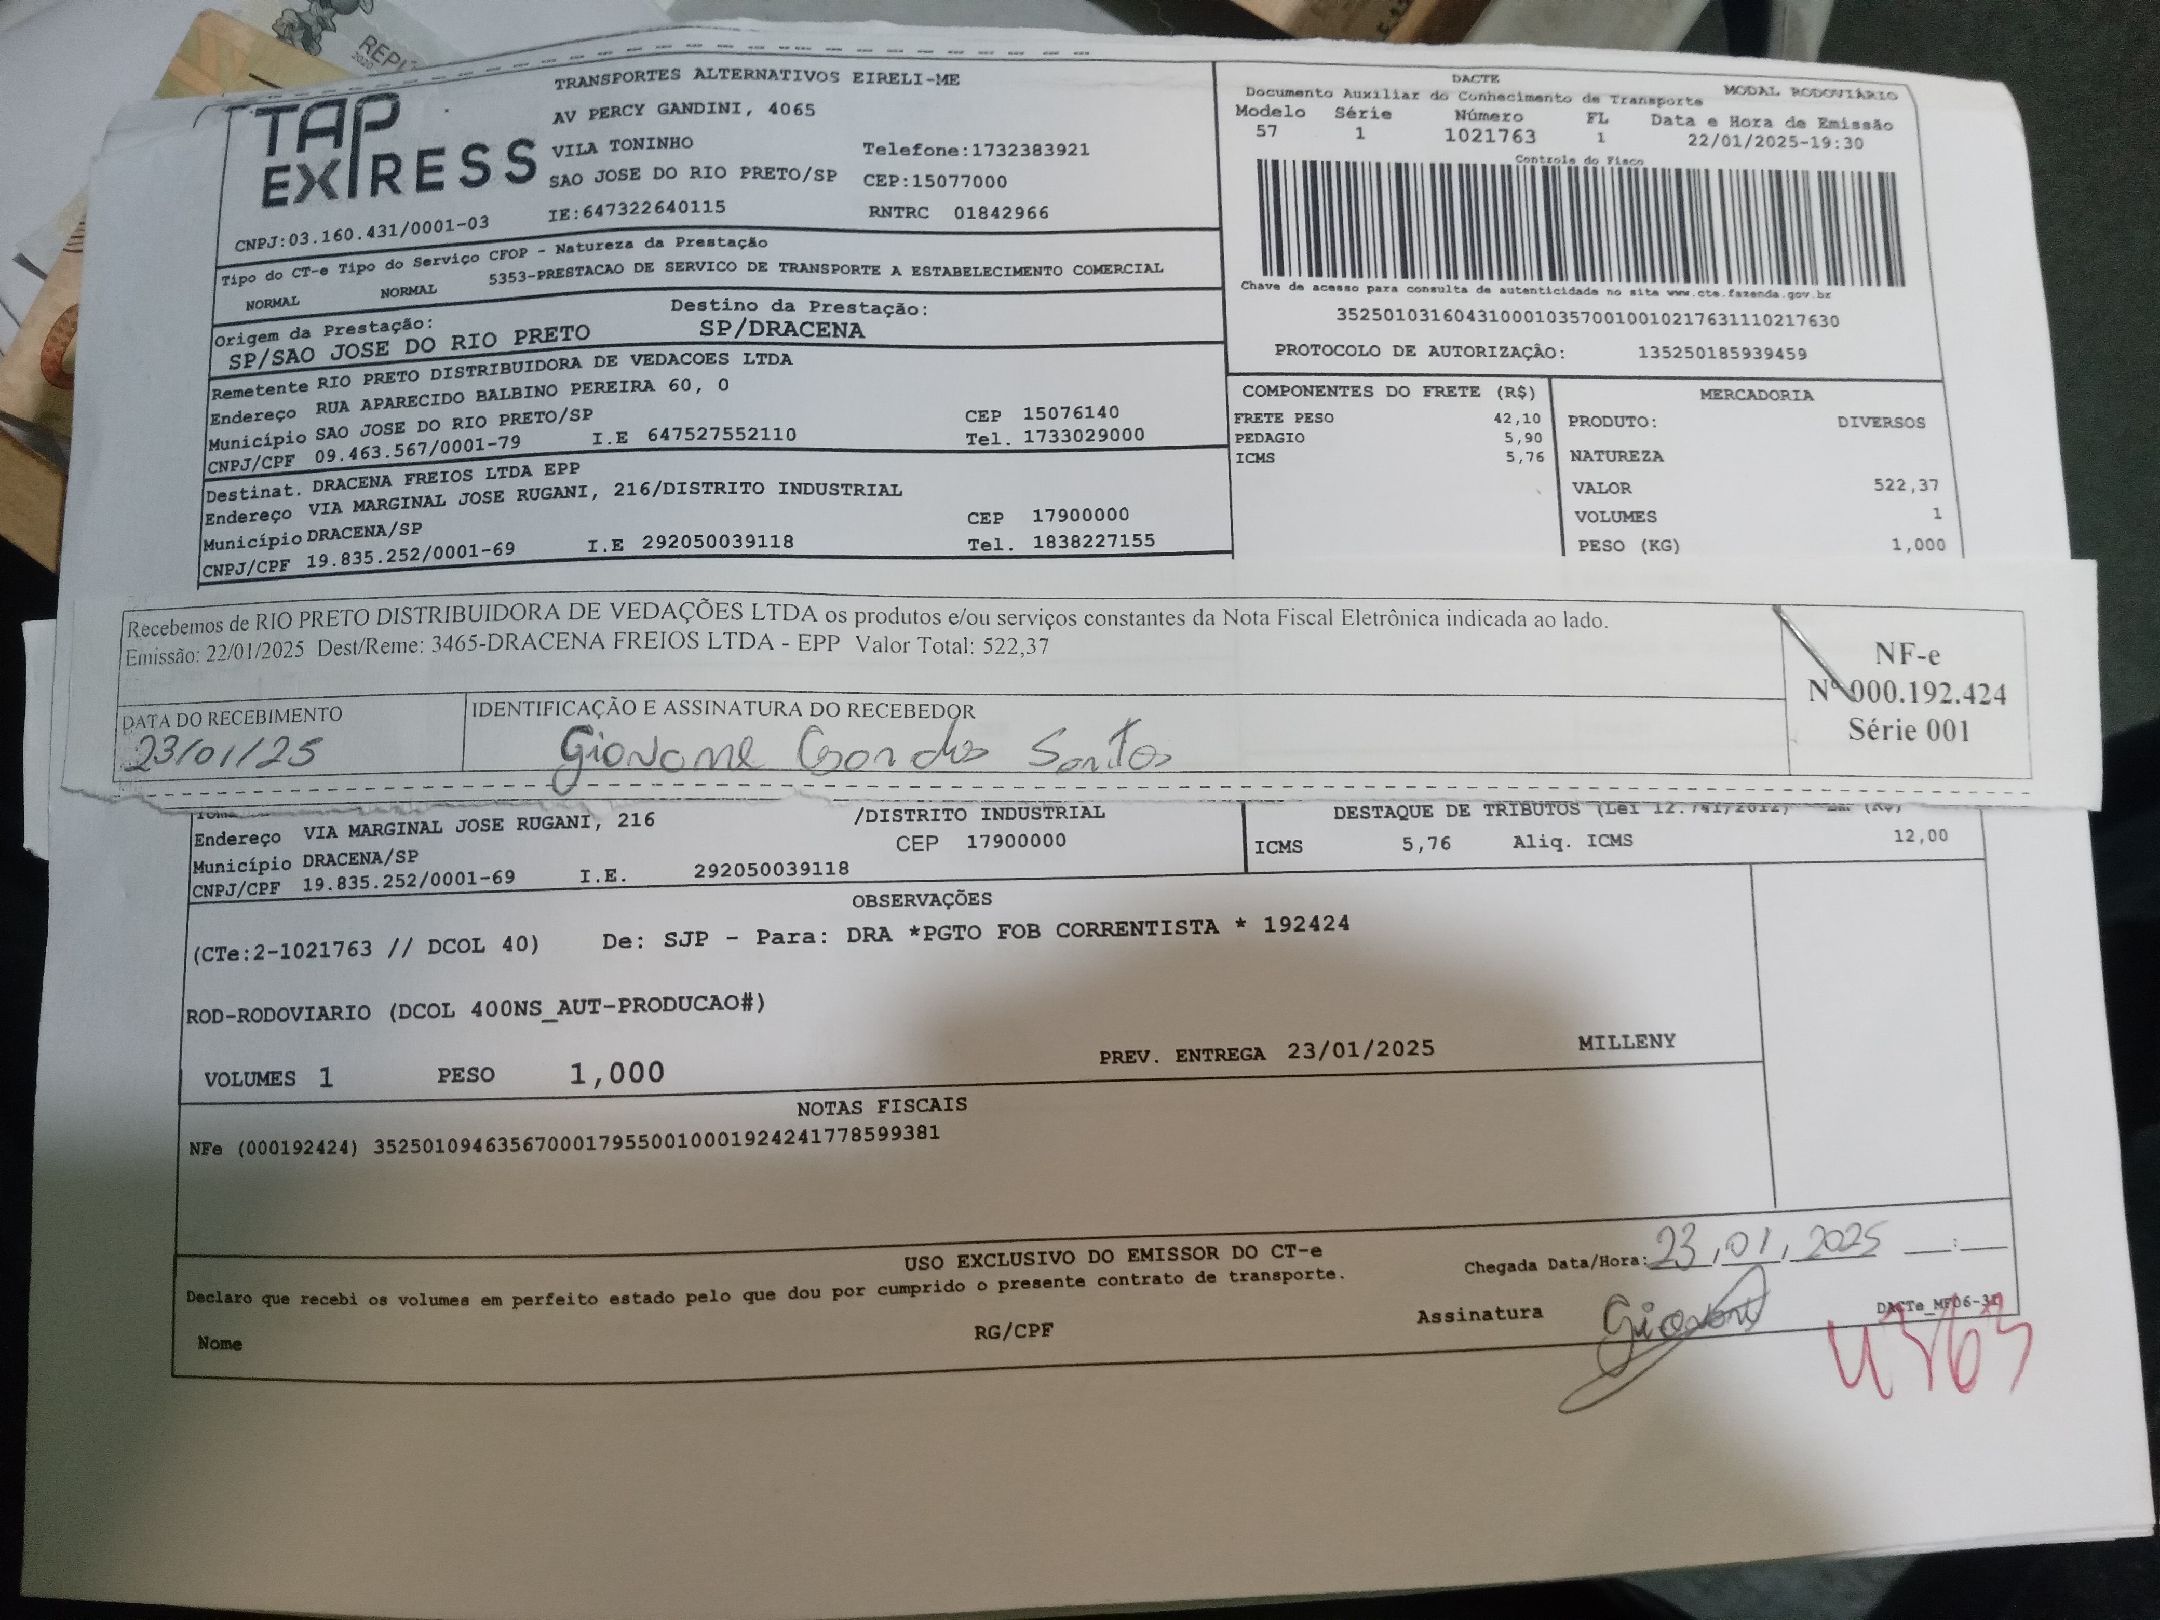 REPÚ
TAP EXPRESS
TRANSPORTES ALTERNATIVOS EIRELI-ME
AV PERCY GANDINI, 4065
VILA TONINHO Telefone:1732383921
SAO JOSE DO RIO PRETO/SP CEP:15077000
IE:647322640115 RNTRC 01842966
CNPJ:03.160.431/0001-03
DACTE MODAL RODOVIÁRIO
Documento Auxiliar do Conhecimento de Transporte
Modelo Série Número FL Data e Hora de Emissão
57 1 1021763 1 22/01/2025-19:30
Controle do Fisco
Chave de acesso para consulta de autenticidade no site www.cte.fazenda.gov.br
35250103160431000103570010010217631110217630
PROTOCOLO DE AUTORIZAÇÃO: 135250185939459
Tipo do CT-e Tipo do Serviço CFOP - Natureza da Prestação
NORMAL NORMAL 5353-PRESTACAO DE SERVICO DE TRANSPORTE A ESTABELECIMENTO COMERCIAL
Origem da Prestação: Destino da Prestação:
SP/SAO JOSE DO RIO PRETO SP/DRACENA
Remetente RIO PRETO DISTRIBUIDORA DE VEDACOES LTDA
Endereço RUA APARECIDO BALBINO PEREIRA 60, 0
Município SAO JOSE DO RIO PRETO/SP CEP 15076140
CNPJ/CPF 09.463.567/0001-79 I.E 647527552110 Tel. 1733029000
Destinat. DRACENA FREIOS LTDA EPP
Endereço VIA MARGINAL JOSE RUGANI, 216/DISTRITO INDUSTRIAL
Município DRACENA/SP CEP 17900000
CNPJ/CPF 19.835.252/0001-69 I.E 292050039118 Tel. 1838227155
COMPONENTES DO FRETE (R$)
FRETE PESO 42,10
PEDAGIO 5,90
ICMS 5,76
MERCADORIA
PRODUTO: DIVERSOS
NATUREZA
VALOR 522,37
VOLUMES 1
PESO (KG) 1,000
Recebemos de RIO PRETO DISTRIBUIDORA DE VEDAÇÕES LTDA os produtos e/ou serviços constantes da Nota Fiscal Eletrônica indicada ao lado.
Emissão: 22/01/2025 Dest/Reme: 3465-DRACENA FREIOS LTDA - EPP Valor Total: 522,37
DATA DO RECEBIMENTO IDENTIFICAÇÃO E ASSINATURA DO RECEBEDOR
23/01/25 Giovane Santos
NF-e
Nº 000.192.424
Série 001
Endereço VIA MARGINAL JOSE RUGANI, 216 /DISTRITO INDUSTRIAL
Município DRACENA/SP CEP 17900000
CNPJ/CPF 19.835.252/0001-69 I.E. 292050039118
DESTAQUE DE TRIBUTOS (Lei 12.741/2012) Em (R$)
ICMS 5,76 Aliq. ICMS 12,00
OBSERVAÇÕES
(CTe:2-1021763 // DCOL 40) De: SJP - Para: DRA *PGTO FOB CORRENTISTA * 192424
ROD-RODOVIARIO (DCOL 400NS_AUT-PRODUCAO#)
VOLUMES 1 PESO 1,000 PREV. ENTREGA 23/01/2025 MILLENY
NOTAS FISCAIS
NFe (000192424) 35250109463567000179550010001924241778599381
USO EXCLUSIVO DO EMISSOR DO CT-e
Declaro que recebi os volumes em perfeito estado pelo que dou por cumprido o presente contrato de transporte.
Chegada Data/Hora: 23/01/2025 __:__
Nome RG/CPF Assinatura Giovane
DACTe_MF06-3